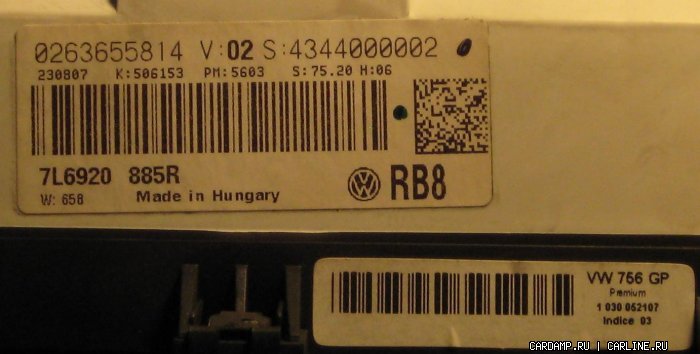 0263655814 V:02 S:4344000002 0
230807 K:506153 PM:5603 S:75.20 H:06
7L6920 885R
Made in Hungary
W: 658
RB8
VW 756 GP
Premium
1 030 052107
Indice 03
CARDAMP.RU | CARLINE.RU